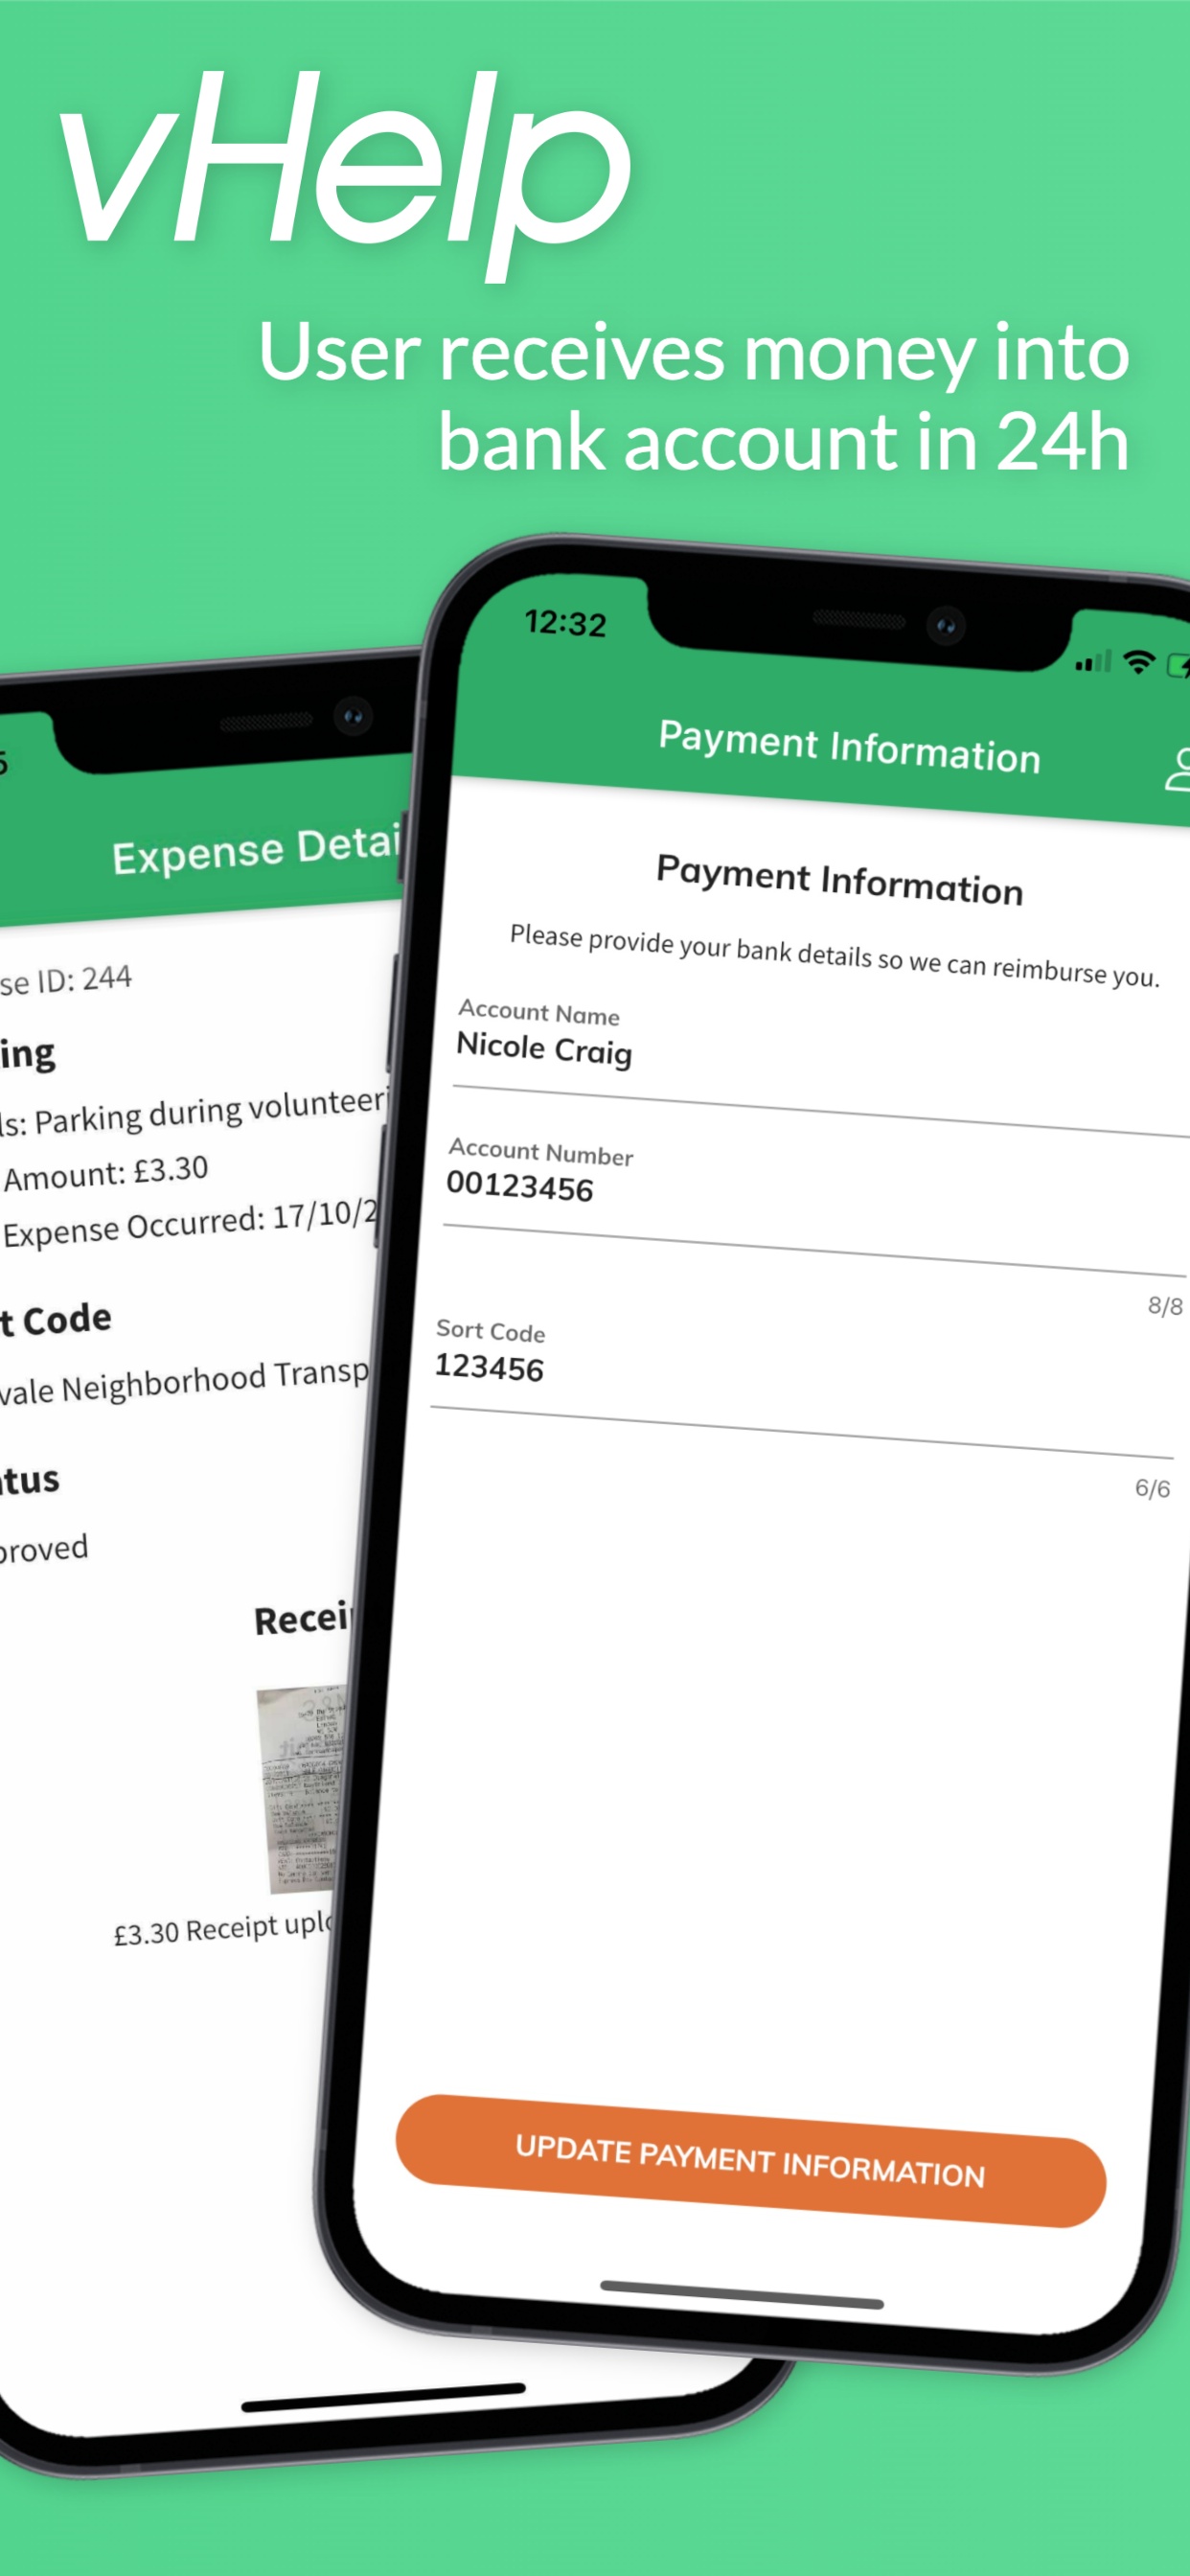 vHelp
User receives money into
bank account in 24h
5
Expense Detai
se ID: 244
ing
ls: Parking during volunteeri
Amount: £3.30
Expense Occurred: 17/10/2
t Code
vale Neighborhood Transp
tus
proved
Recei
£3.30 Receipt uplo
12:32
Payment Information
Payment Information
Please provide your bank details so we can reimburse you.
Account Name
Nicole Craig
Account Number
00123456
8/8
Sort Code
123456
6/6
UPDATE PAYMENT INFORMATION